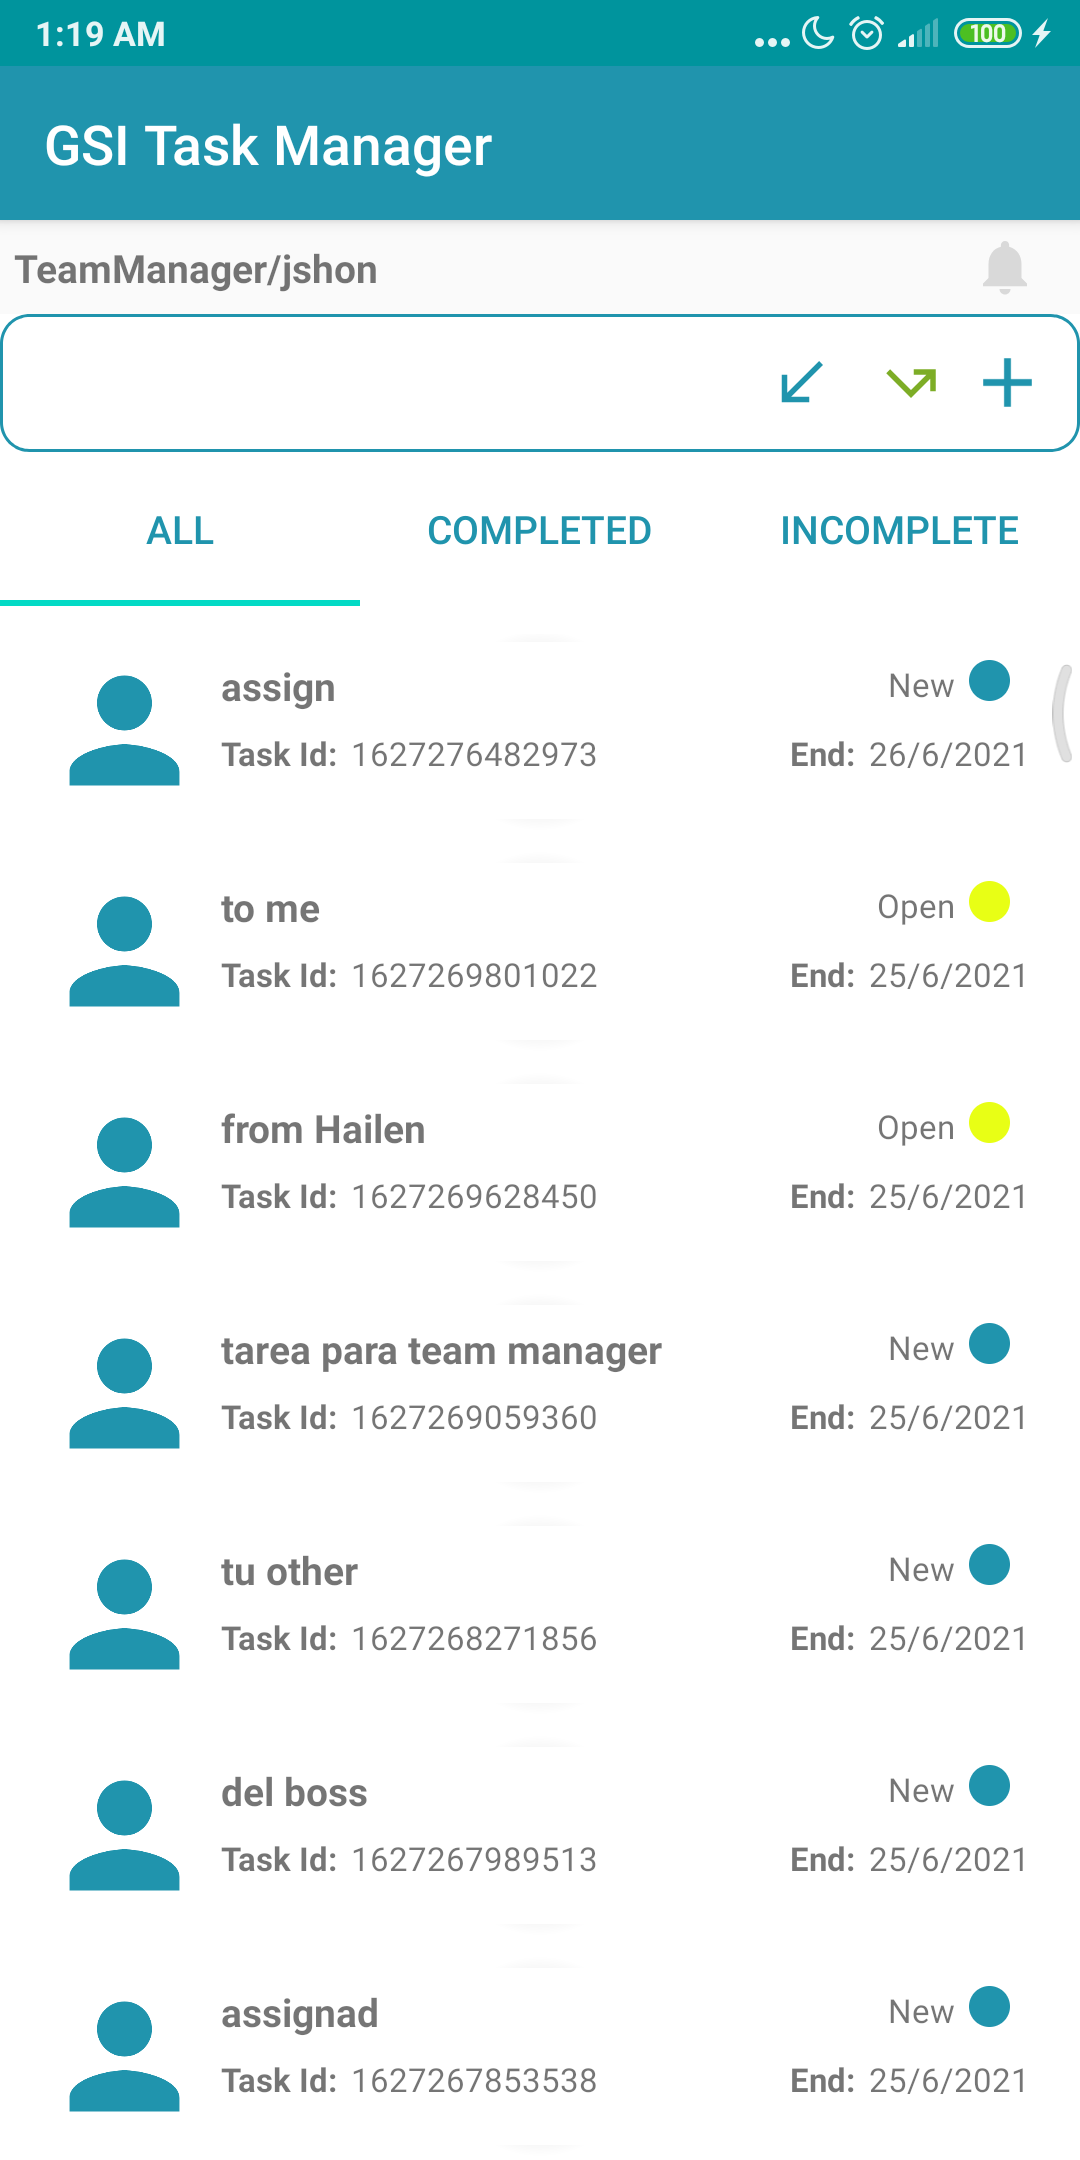 1:19 AM 100
GSI Task Manager
TeamManager/jshon
ALL COMPLETED INCOMPLETE
assign New
Task Id: 1627276482973 End: 26/6/2021
to me Open
Task Id: 1627269801022 End: 25/6/2021
from Hailen Open
Task Id: 1627269628450 End: 25/6/2021
tarea para team manager New
Task Id: 1627269059360 End: 25/6/2021
tu other New
Task Id: 1627268271856 End: 25/6/2021
del boss New
Task Id: 1627267989513 End: 25/6/2021
assignad New
Task Id: 1627267853538 End: 25/6/2021